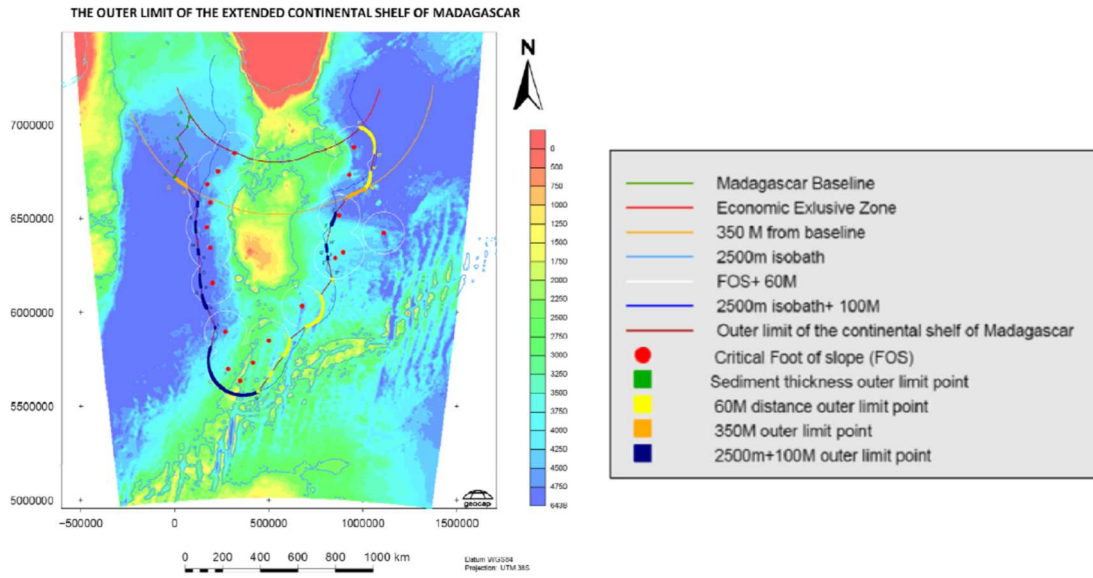 THE OUTER LIMIT OF THE EXTENDED CONTINENTAL SHELF OF MADAGASCAR
N
7000000
6500000
6000000
5500000
5000000
−500000 0 500000 1000000 1500000
0
500
750
1000
1250
1500
1750
2000
2250
2500
2750
3000
3250
3500
3750
4000
4250
4500
4750
6438
geocap
0 200 400 600 800 1000 km
Datum WGS84
Projection: UTM 38S
Madagascar Baseline
Economic Exlusive Zone
350 M from baseline
2500m isobath
FOS+ 60M
2500m isobath+ 100M
Outer limit of the continental shelf of Madagascar
Critical Foot of slope (FOS)
Sediment thickness outer limit point
60M distance outer limit point
350M outer limit point
2500m+100M outer limit point